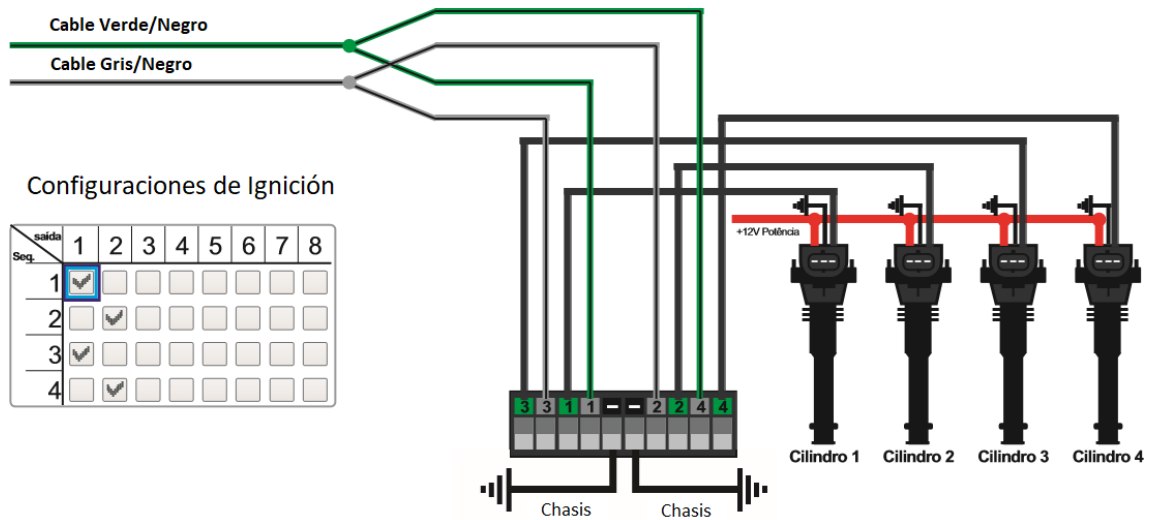 Cable Verde/Negro
Cable Gris/Negro
Configuraciones de Ignición
saída
Seq. 1 2 3 4 5 6 7 8
1
2
3
4
+12V Potência
3 3 1 1 - - 2 2 4 4
Cilindro 1 Cilindro 2 Cilindro 3 Cilindro 4
Chasis Chasis